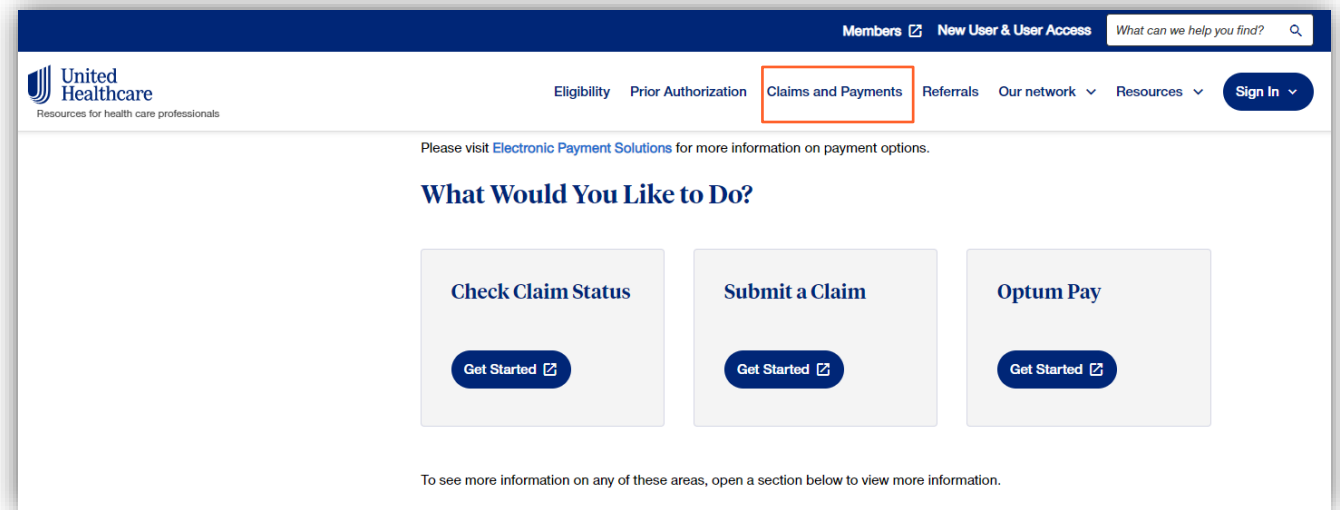 Members New User & User Access What can we help you find?
United
Healthcare
Resources for health care professionals
Eligibility Prior Authorization Claims and Payments Referrals Our network Resources Sign In
Please visit Electronic Payment Solutions for more information on payment options.
What Would You Like to Do?
Check Claim Status Submit a Claim Optum Pay
Get Started Get Started Get Started
To see more information on any of these areas, open a section below to view more information.